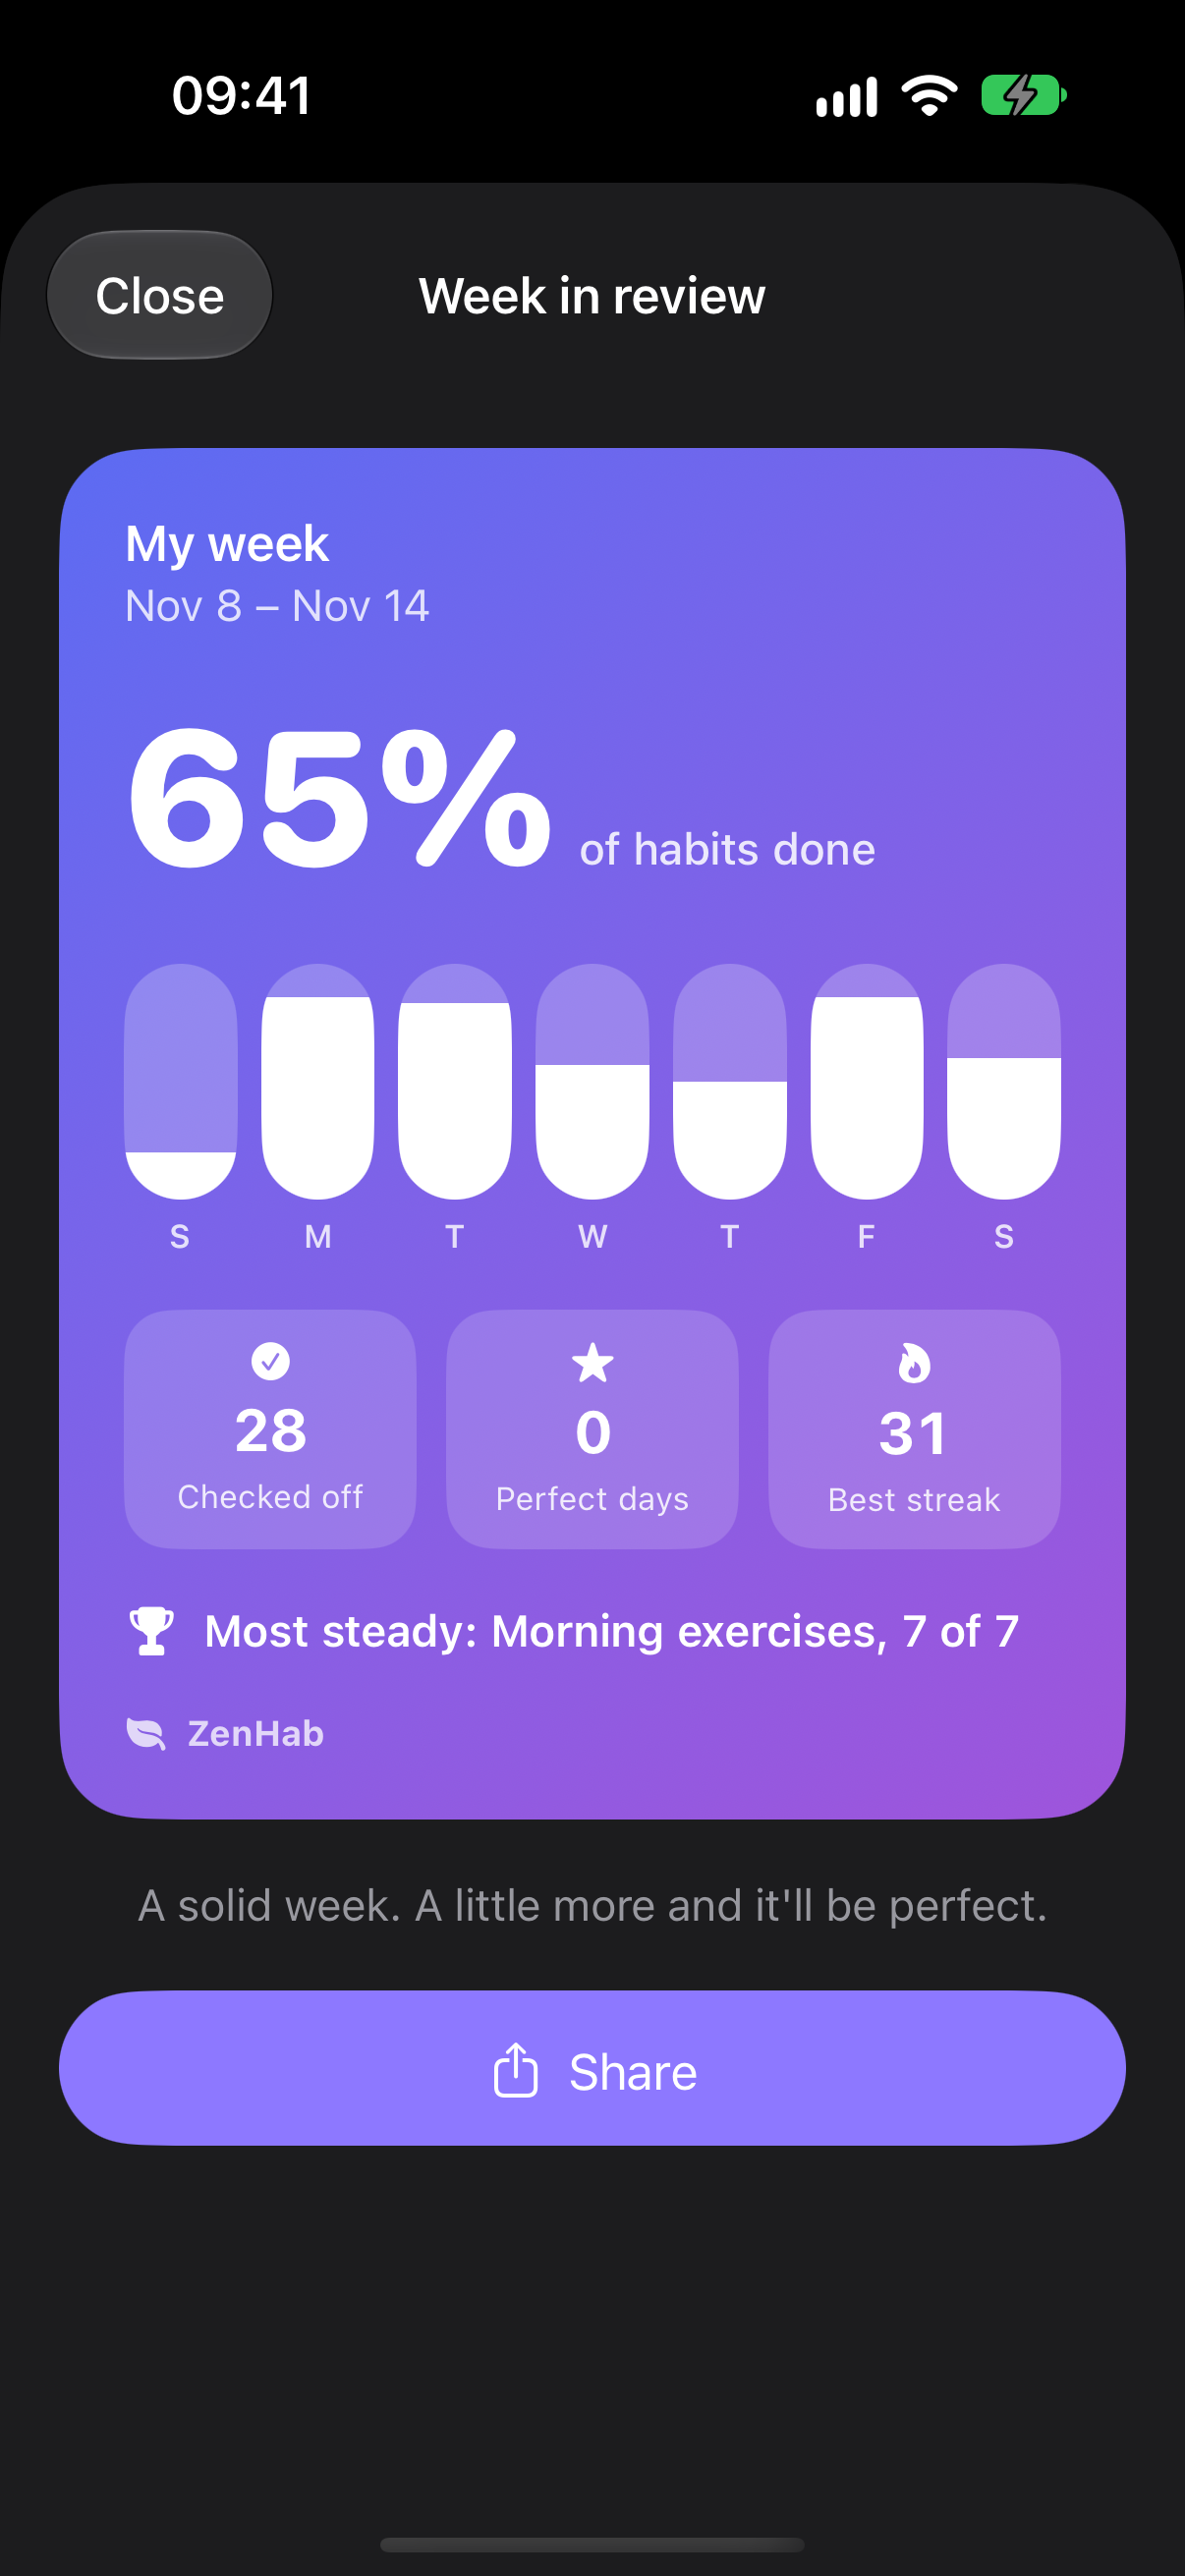 09:41
Close
Week in review
My week
Nov 8 – Nov 14
65% of habits done
S M T W T F S
28
Checked off
0
Perfect days
31
Best streak
Most steady: Morning exercises, 7 of 7
ZenHab
A solid week. A little more and it'll be perfect.
Share